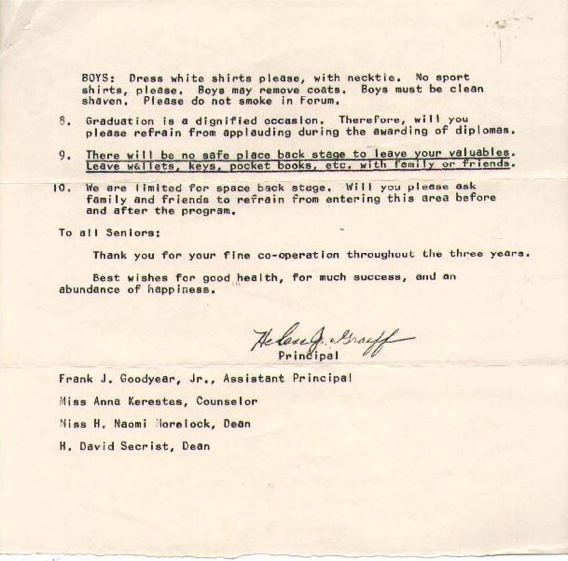 BOYS: Dress white shirts please, with necktie. No sport
shirts, please. Boys may remove coats. Boys must be clean
shaven. Please do not smoke in Forum.
8. Graduation is a dignified occasion. Therefore, will you
please refrain from applauding during the awarding of diplomas.
9. There will be no safe place back stage to leave your valuables.
Leave wallets, keys, pocket books, etc. with family or friends.
10. We are limited for space back stage. Will you please ask
family and friends to refrain from entering this area before
and after the program.
To all Seniors:
Thank you for your fine co-operation throughout the three years.
Best wishes for good health, for much success, and an
abundance of happiness.
Helen J. Graeff
Principal
Frank J. Goodyear, Jr., Assistant Principal
Miss Anna Kerestes, Counselor
Miss H. Naomi Horelock, Dean
H. David Secrist, Dean